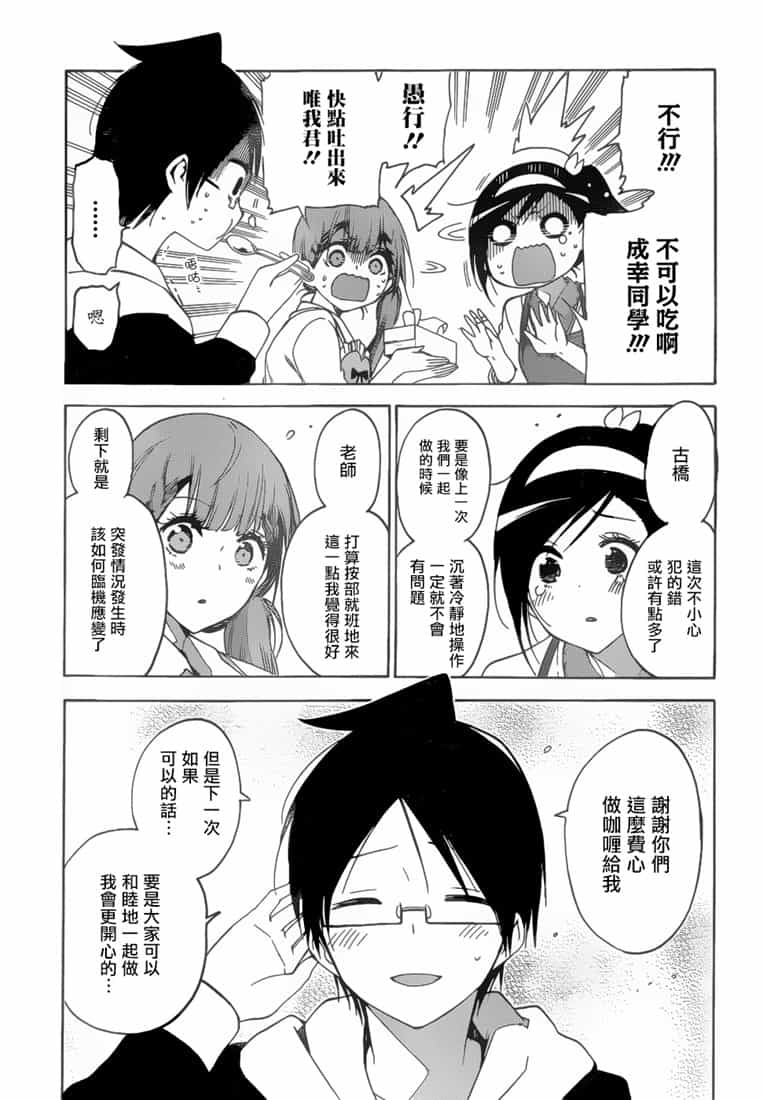 不行!!!
不可以吃啊
成幸同學!!!
愚行!!
快點吐出來
唯我君!!
唔
咕…
……
嗯
古橋
這次不小心
犯的錯
或許有點多了
要是像上一次
我們一起
做的時候
沉著冷靜地操作
一定就不會
有問題
老師
打算按部就班地來
這一點我覺得很好
剩下就是
突發情況發生時
該如何臨機應變了
謝謝你們
這麼費心
做咖喱給我
但是下一次
如果
可以的話…
要是大家可以
和睦地一起做
我會更開心的…